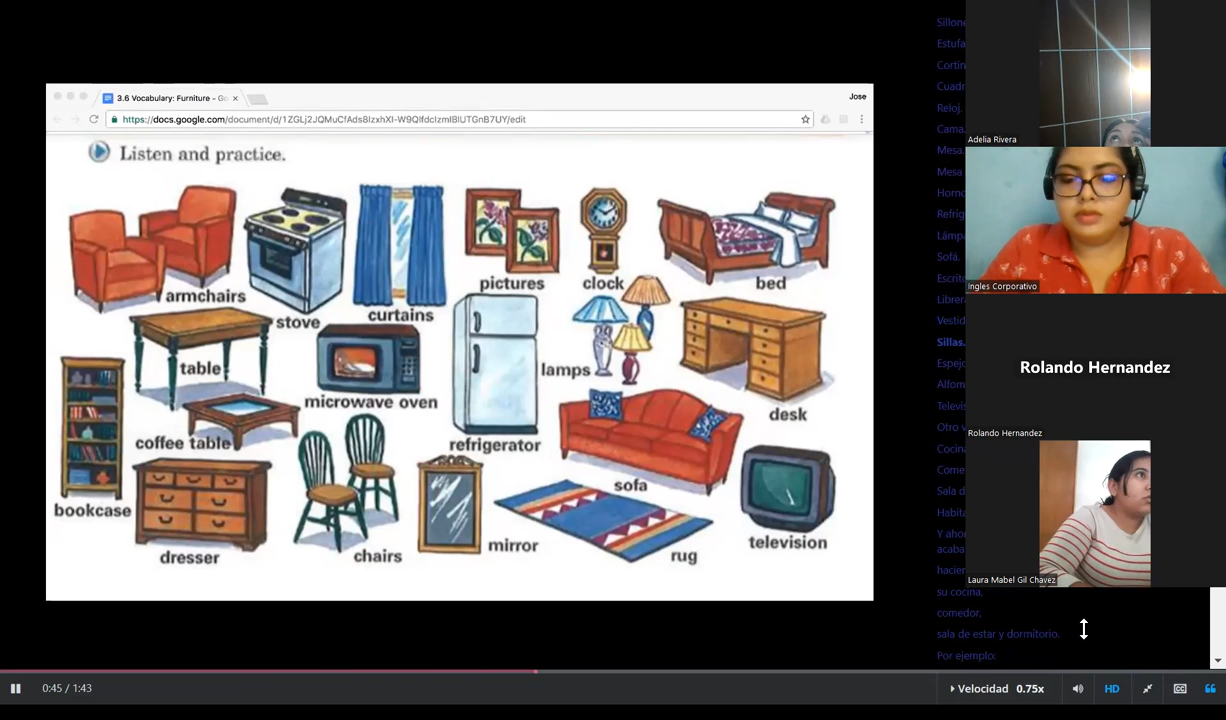 3.6 Vocabulary: Furniture - Go
Jose
https://docs.google.com/document/d/1ZGLj2JQMuCfAds8IzxhXI-W9QIfdcIzmIBIUTGnB7UY/edit
Listen and practice.
armchairs
stove
curtains
pictures
clock
bed
table
microwave oven
refrigerator
lamps
desk
coffee table
bookcase
dresser
chairs
mirror
sofa
rug
television
Sillone
Estufa
Cortin
Cuadr
Reloj.
Cama.
Mesa.
Mesa
Horno
Refrig
Lámpa
Sofá.
Escrito
Librer
Vestid
Sillas.
Espejo
Alfom
Televis
Otro v
Cocina
Come
Sala d
Habita
Y ahor
acaba
hacien
su cocina,
comedor,
sala de estar y dormitorio.
Por ejemplo:
Adelia Rivera
Ingles Corporativo
Rolando Hernandez
Rolando Hernandez
Laura Mabel Gil Chavez
0:45 / 1:43
Velocidad 0.75x
HD
CC